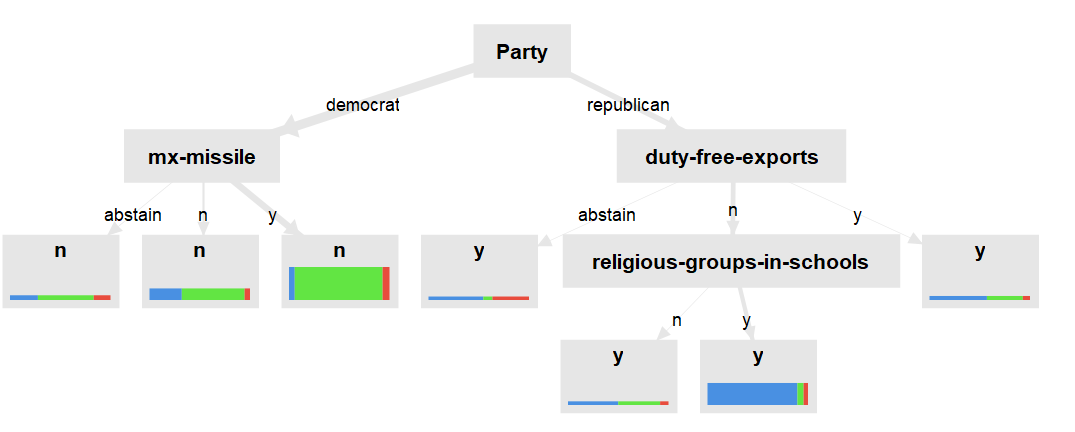 Party
democrat
republican
mx-missile
duty-free-exports
abstain
n
y
abstain
n
y
n
n
n
y
religious-groups-in-schools
y
n
y
y
y